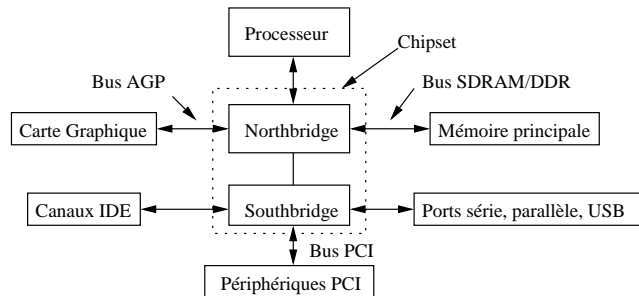 Processeur
Chipset
Bus AGP
Bus SDRAM/DDR
Carte Graphique
Northbridge
Mémoire principale
Canaux IDE
Southbridge
Ports série, parallèle, USB
Bus PCI
Périphériques PCI